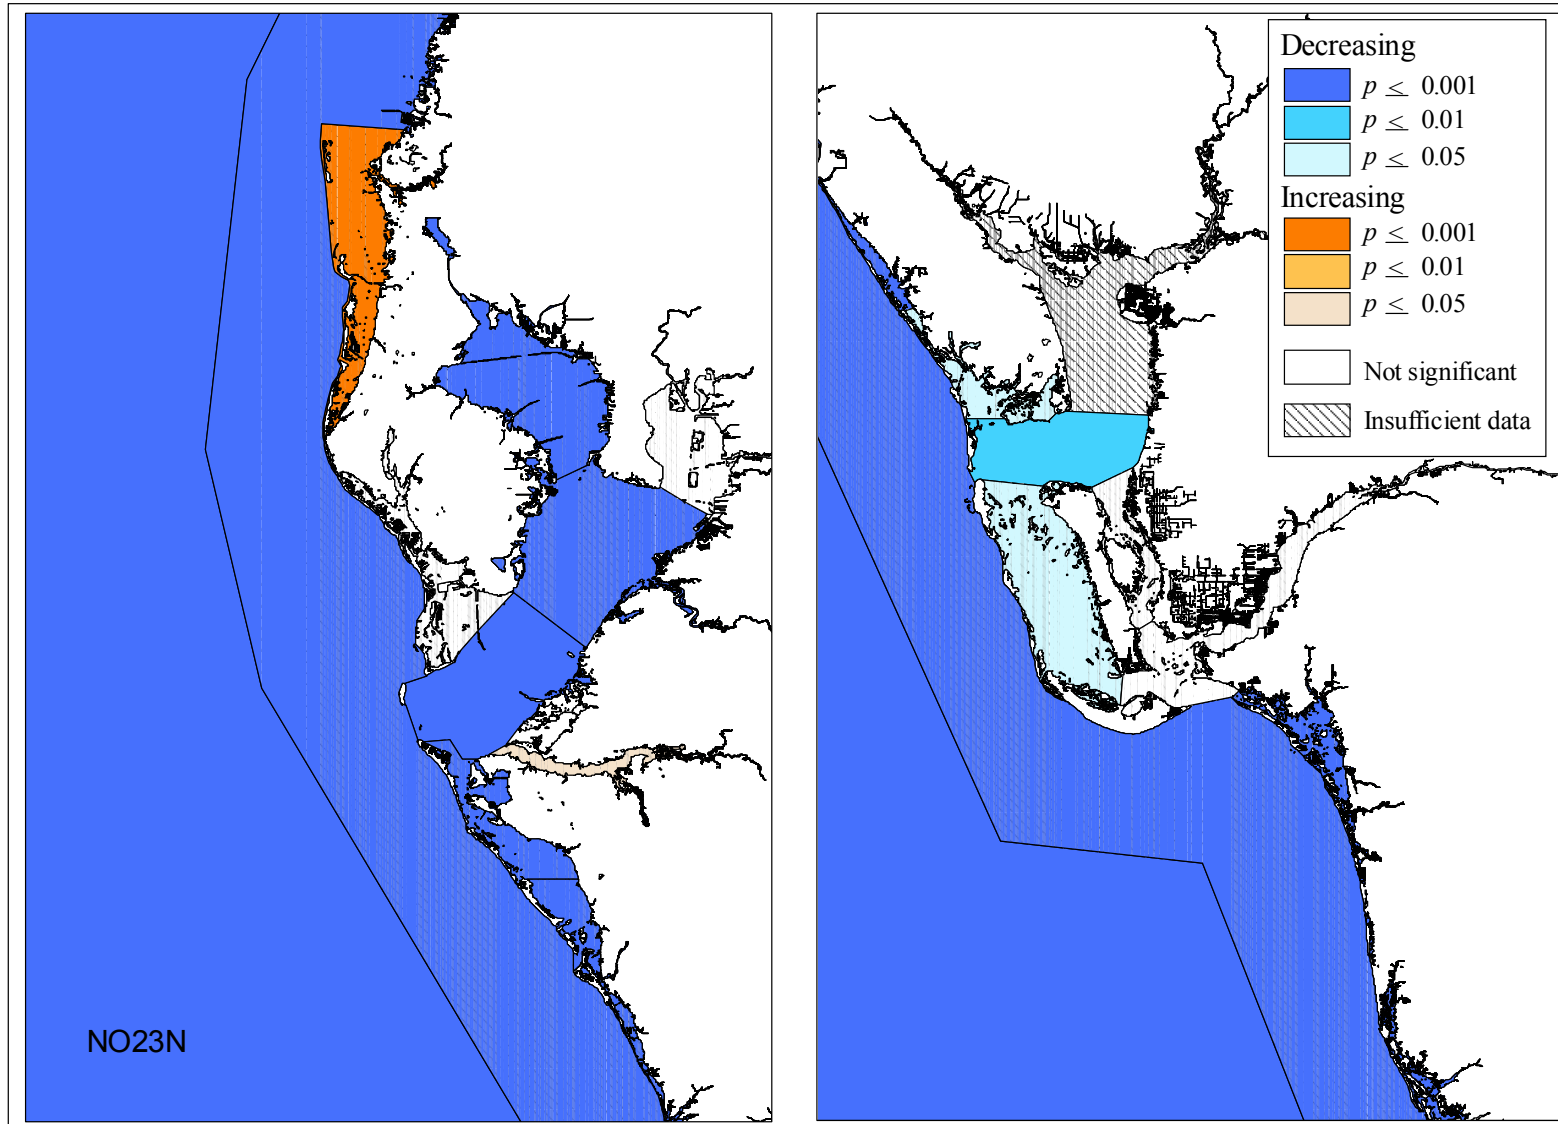 Decreasing
p ≤ 0.001
p ≤ 0.01
p ≤ 0.05
Increasing
p ≤ 0.001
p ≤ 0.01
p ≤ 0.05
Not significant
Insufficient data
NO23N